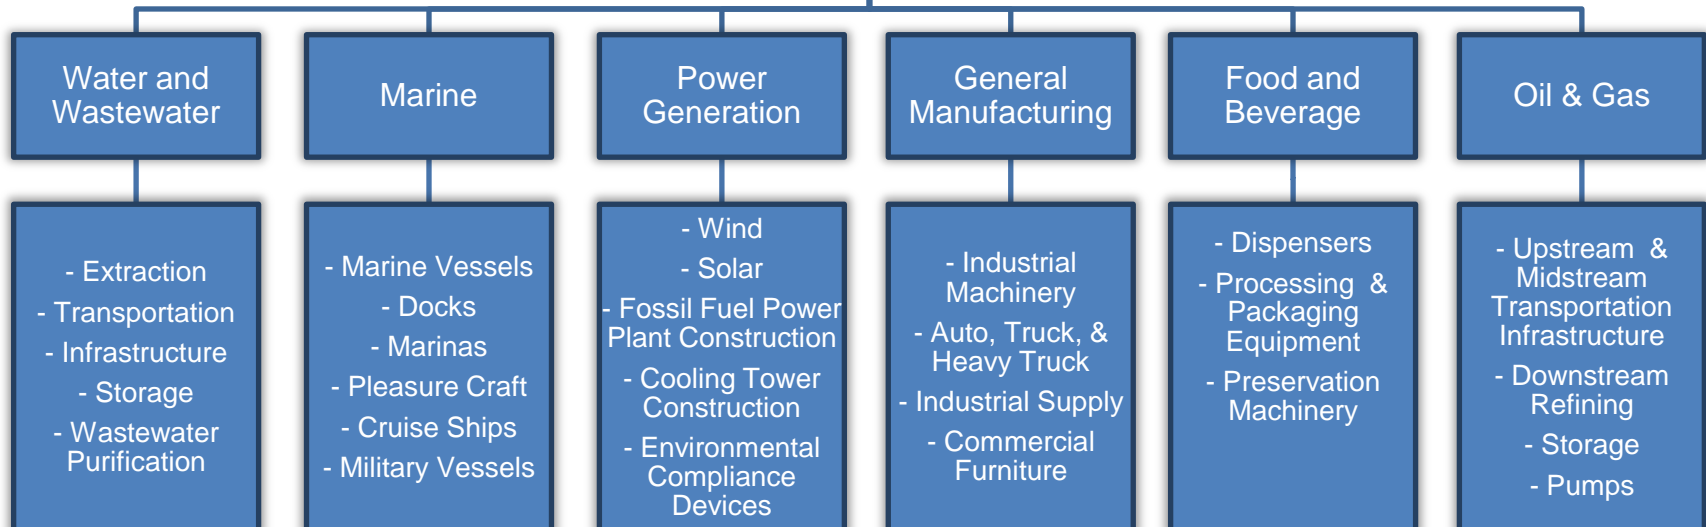 Water and
Wastewater
Marine
Power
Generation
General
Manufacturing
Food and
Beverage
Oil & Gas
- Extraction
- Transportation
- Infrastructure
- Storage
- Wastewater
Purification
- Marine Vessels
- Docks
- Marinas
- Pleasure Craft
- Cruise Ships
- Military Vessels
- Wind
- Solar
- Fossil Fuel Power
Plant Construction
- Cooling Tower
Construction
- Environmental
Compliance
Devices
- Industrial
Machinery
- Auto, Truck, &
Heavy Truck
- Industrial Supply
- Commercial
Furniture
- Dispensers
- Processing &
Packaging
Equipment
- Preservation
Machinery
- Upstream &
Midstream
Transportation
Infrastructure
- Downstream
Refining
- Storage
- Pumps